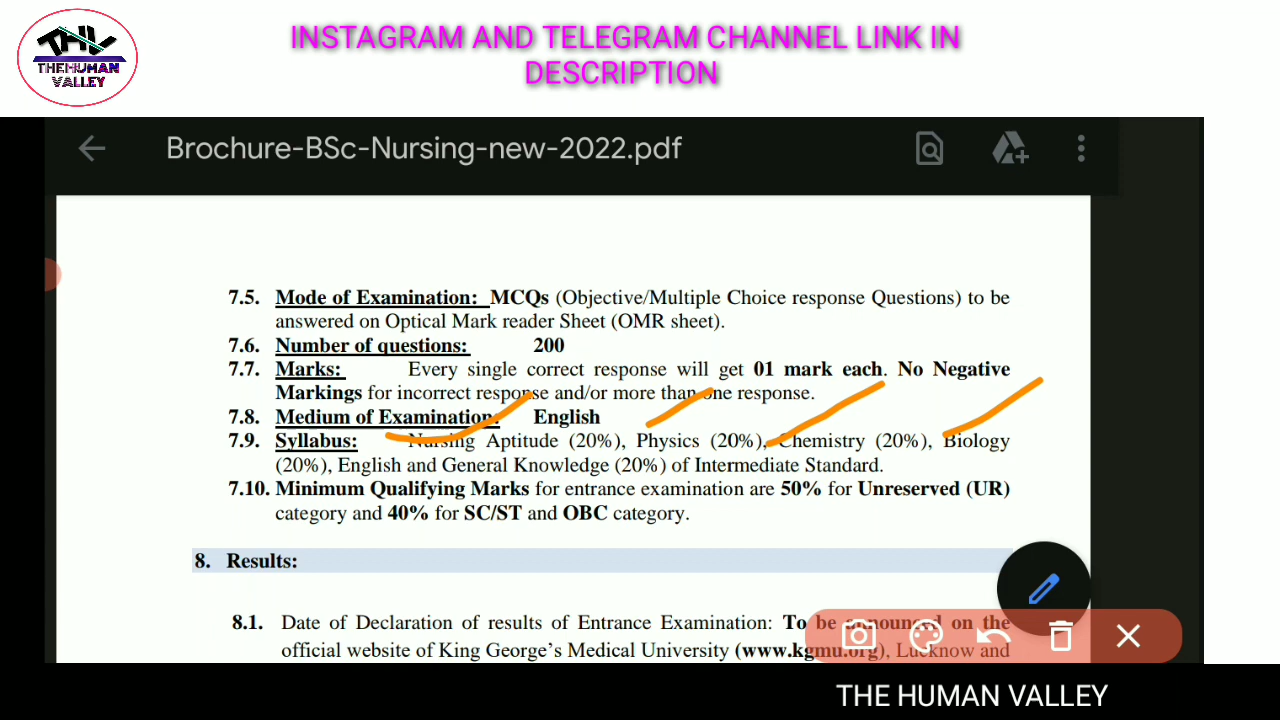 THV
THEHUMAN
VALLEY
INSTAGRAM AND TELEGRAM CHANNEL LINK IN
DESCRIPTION
Brochure-BSc-Nursing-new-2022.pdf
7.5. Mode of Examination: MCQs (Objective/Multiple Choice response Questions) to be
answered on Optical Mark reader Sheet (OMR sheet).
7.6. Number of questions: 200
7.7. Marks: Every single correct response will get 01 mark each. No Negative
Markings for incorrect response and/or more than one response.
7.8. Medium of Examination: English
7.9. Syllabus: Nursing Aptitude (20%), Physics (20%), Chemistry (20%), Biology
(20%), English and General Knowledge (20%) of Intermediate Standard.
7.10. Minimum Qualifying Marks for entrance examination are 50% for Unreserved (UR)
category and 40% for SC/ST and OBC category.
8. Results:
8.1. Date of Declaration of results of Entrance Examination: To be announced on the
official website of King George's Medical University (www.kgmu.org), Lucknow and
THE HUMAN VALLEY